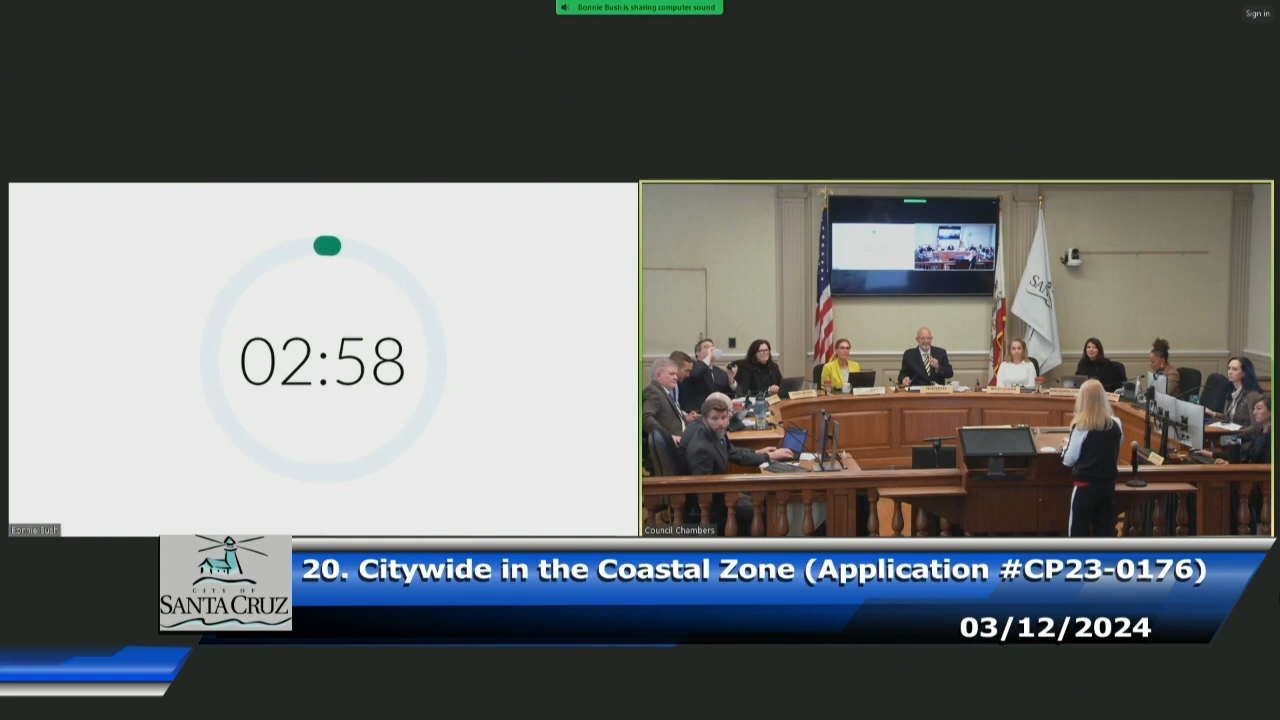 Bonnie Bush is sharing computer sound
Sign in
02:58
Bonnie Bush
Council Chambers
CITY OF
SANTA CRUZ
20. Citywide in the Coastal Zone (Application #CP23-0176)
03/12/2024